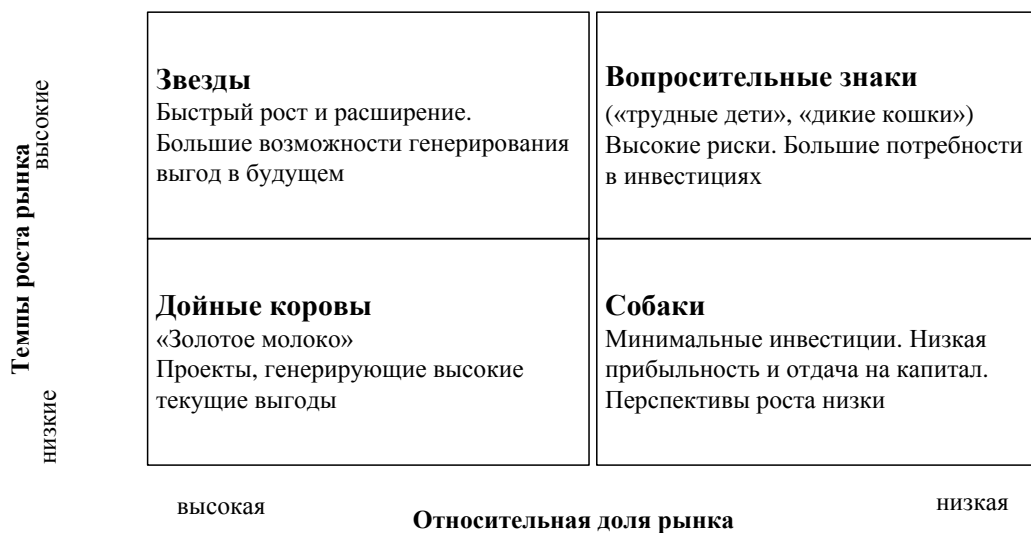 Темпы роста рынка
высокие
низкие
Звезды
Быстрый рост и расширение.
Большие возможности генерирования
выгод в будущем
Вопросительные знаки
(«трудные дети», «дикие кошки»)
Высокие риски. Большие потребности
в инвестициях
Дойные коровы
«Золотое молоко»
Проекты, генерирующие высокие
текущие выгоды
Собаки
Минимальные инвестиции. Низкая
прибыльность и отдача на капитал.
Перспективы роста низки
высокая
Относительная доля рынка
низкая